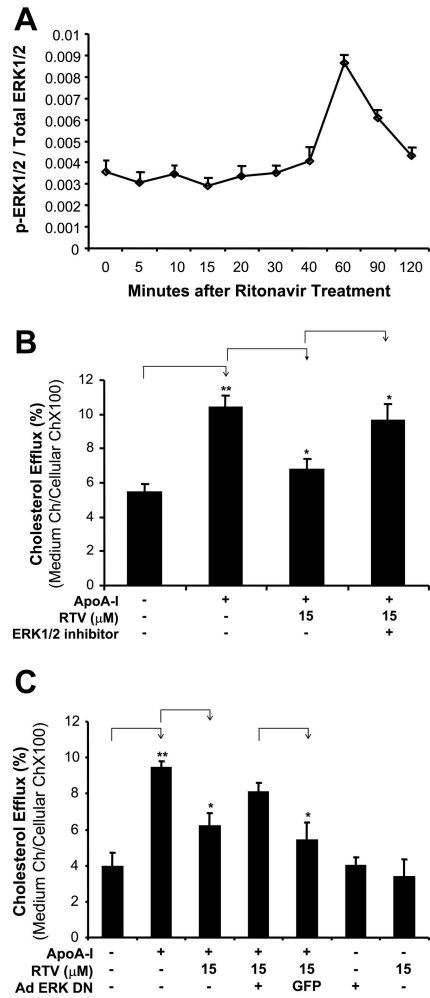 A
p-ERK1/2 / Total ERK1/2
0.01
0.009
0.008
0.007
0.006
0.005
0.004
0.003
0.002
0.001
0
0 5 10 15 20 30 40 60 90 120
Minutes after Ritonavir Treatment
B
Cholesterol Efflux (%)
(Medium Ch/Cellular ChX100)
12
10
8
6
4
2
0
** * *
ApoA-I - + + +
RTV (μM) - - 15 15
ERK1/2 inhibitor - - - +
C
Cholesterol Efflux (%)
(Medium Ch/Cellular ChX100)
12
10
8
6
4
2
0
** * *
ApoA-I - + + + + - -
RTV (μM) - - 15 15 15 - 15
Ad ERK DN - - - + GFP + -